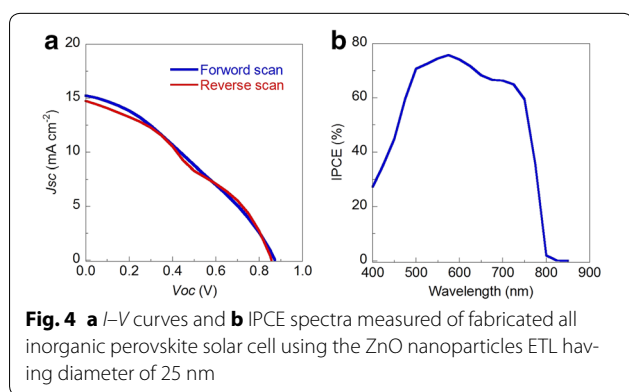 a
20
15
10
5
0
Jsc (mA cm-2)
Forword scan
Reverse scan
0.0 0.2 0.4 0.6 0.8 1.0
Voc (V)
b
80
60
40
20
0
IPCE (%)
400 500 600 700 800 900
Wavelength (nm)
Fig. 4 a I–V curves and b IPCE spectra measured of fabricated all
inorganic perovskite solar cell using the ZnO nanoparticles ETL hav-
ing diameter of 25 nm